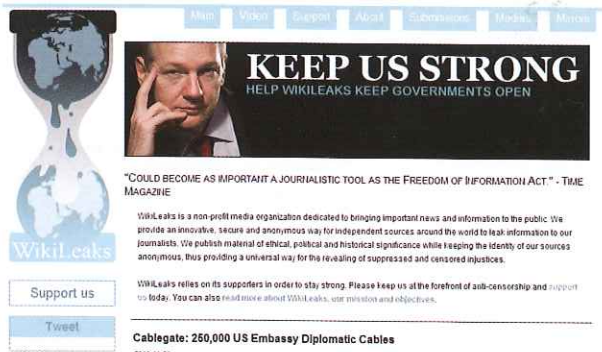 Main Video Support About Submissions Media Mirrors
KEEP US STRONG
HELP WIKILEAKS KEEP GOVERNMENTS OPEN
"COULD BECOME AS IMPORTANT A JOURNALISTIC TOOL AS THE FREEDOM OF INFORMATION ACT." - TIME
MAGAZINE
WikiLeaks is a non-profit media organization dedicated to bringing important news and information to the public. We
provide an innovative, secure and anonymous way for independent sources around the world to leak information to our
journalists. We publish material of ethical, political and historical significance while keeping the identity of our sources
anonymous, thus providing a universal way for the revealing of suppressed and censored injustices.
WikiLeaks relies on its supporters in order to stay strong. Please keep us at the forefront of anti-censorship and support
us today. You can also read more about WikiLeaks, our mission and objectives.
WikiLeaks
Support us
Tweet
Cablegate: 250,000 US Embassy Diplomatic Cables